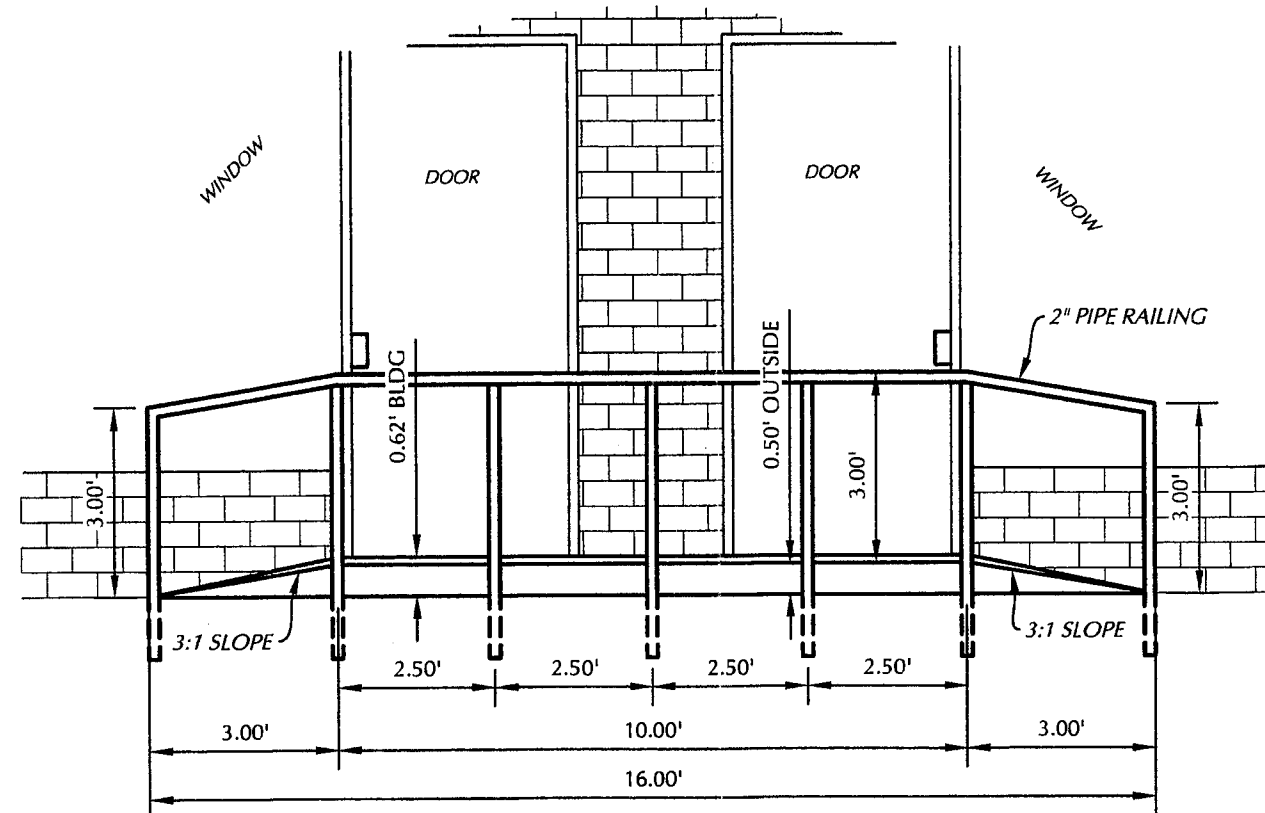 WINDOW
DOOR
DOOR
WINDOW
2" PIPE RAILING
0.62' BLDG
0.50' OUTSIDE
3.00'
3.00'
3.00'
3:1 SLOPE
3:1 SLOPE
2.50'
2.50'
2.50'
2.50'
3.00'
10.00'
3.00'
16.00'